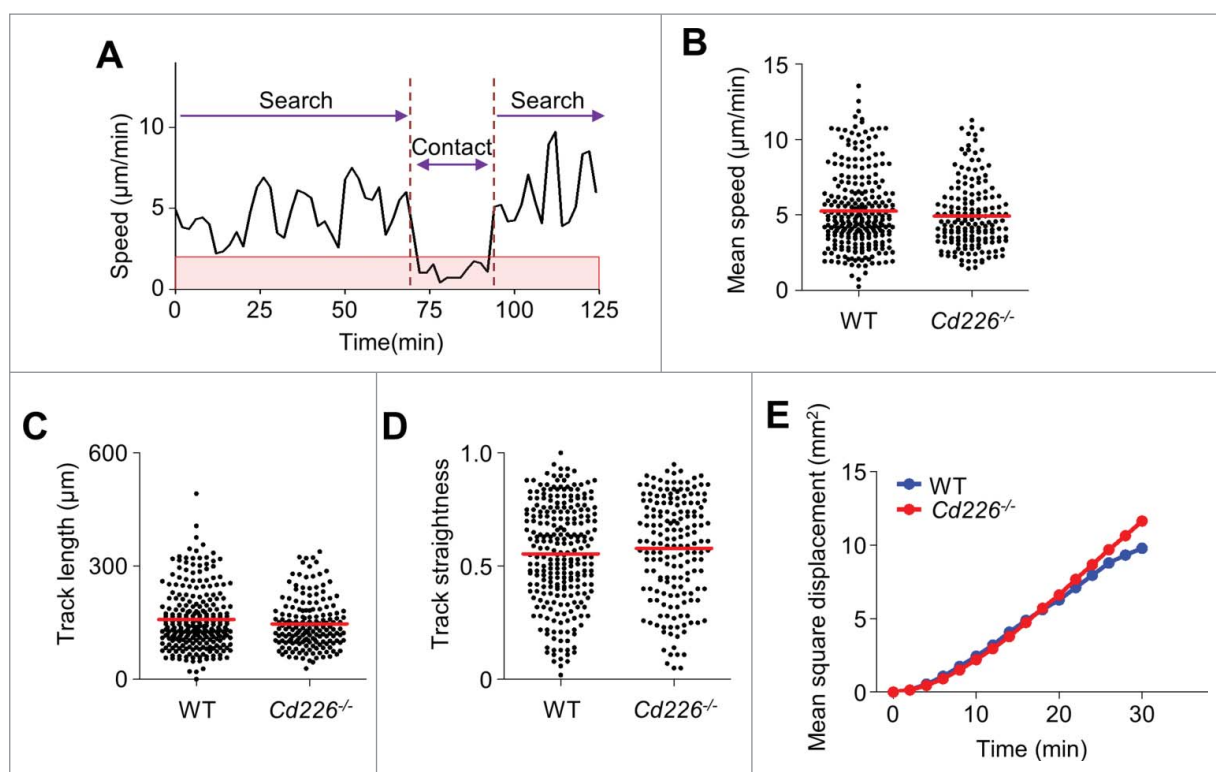 A
Search
Search
Contact
Speed (µm/min)
10
5
0
0 25 50 75 100 125
Time(min)
B
Mean speed (µm/min)
15
10
5
0
WT Cd226-/-
C
Track length (µm)
600
300
0
WT Cd226-/-
D
Track straightness
1.0
0.5
0
WT Cd226-/-
E
Mean square displacement (mm²)
15
10
5
0
WT
Cd226-/-
0 10 20 30
Time (min)